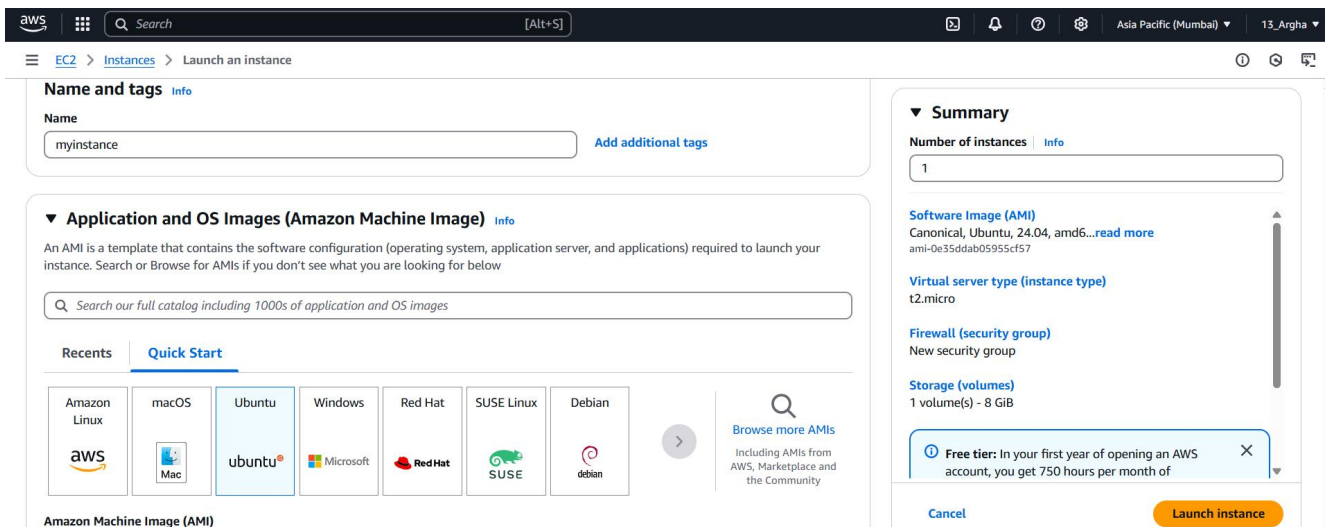 aws
Search [Alt+S]
Asia Pacific (Mumbai) ▼
13_Argha ▼
EC2 > Instances > Launch an instance
Name and tags Info
Name
myinstance
Add additional tags
▼ Application and OS Images (Amazon Machine Image) Info
An AMI is a template that contains the software configuration (operating system, application server, and applications) required to launch your
instance. Search or Browse for AMIs if you don't see what you are looking for
below
Search our full catalog including 1000s of application and OS images
Recents
Quick Start
Amazon
Linux
aws
macOS
Mac
Ubuntu
ubuntu
Windows
Microsoft
Red Hat
Red Hat
SUSE Linux
SUSE
Debian
debian
Browse more AMIs
Including AMIs from
AWS, Marketplace and
the Community
Amazon Machine Image (AMI)
▼ Summary
Number of instances Info
1
Software Image (AMI)
Canonical, Ubuntu, 24.04, amd6...read more
ami-0e35ddab05955cf57
Virtual server type (instance type)
t2.micro
Firewall (security group)
New security group
Storage (volumes)
1 volume(s) - 8 GiB
Free tier: In your first year of opening an AWS
account, you get 750 hours per month of
Cancel
Launch instance